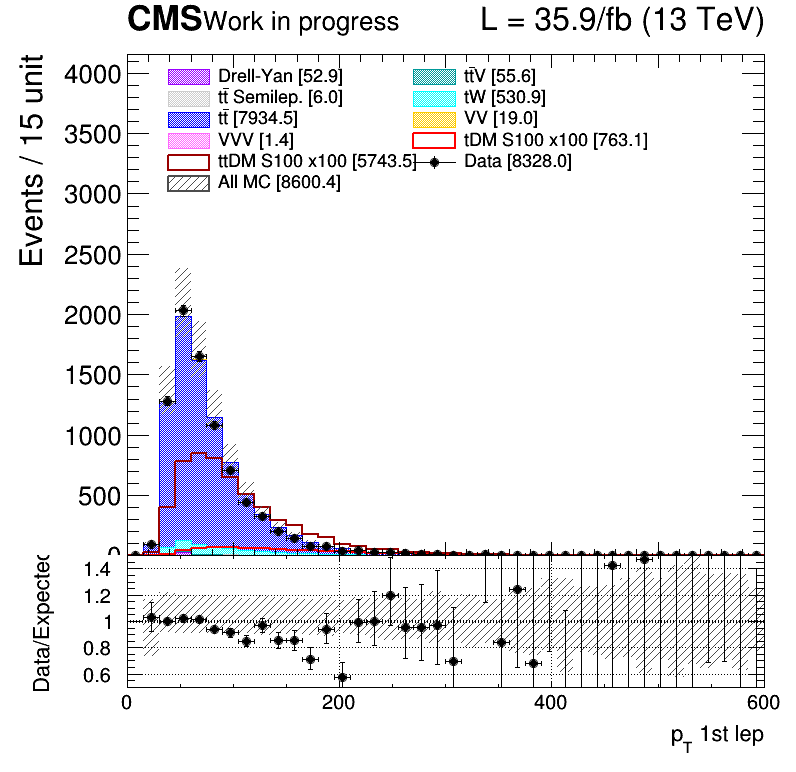 CMS Work in progress L = 35.9/fb (13 TeV)
Events / 15 unit
4000
3500
3000
2500
2000
1500
1000
500
0
Drell-Yan [52.9]
tt̄ Semilep. [6.0]
tt̄ [7934.5]
VVV [1.4]
ttDM S100 x100 [5743.5]
All MC [8600.4]
tt̄V [55.6]
tW [530.9]
VV [19.0]
tDM S100 x100 [763.1]
Data [8328.0]
Data/Expected
1.4
1.2
1
0.8
0.6
0 200 400 600
p_T 1st lep